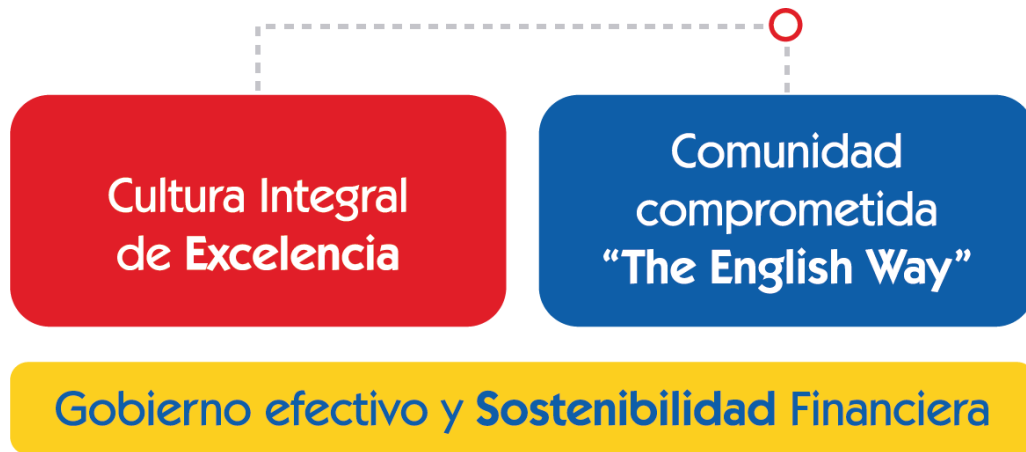 Cultura Integral
de Excelencia
Comunidad
comprometida
“The English Way”
Gobierno efectivo y Sostenibilidad Financiera